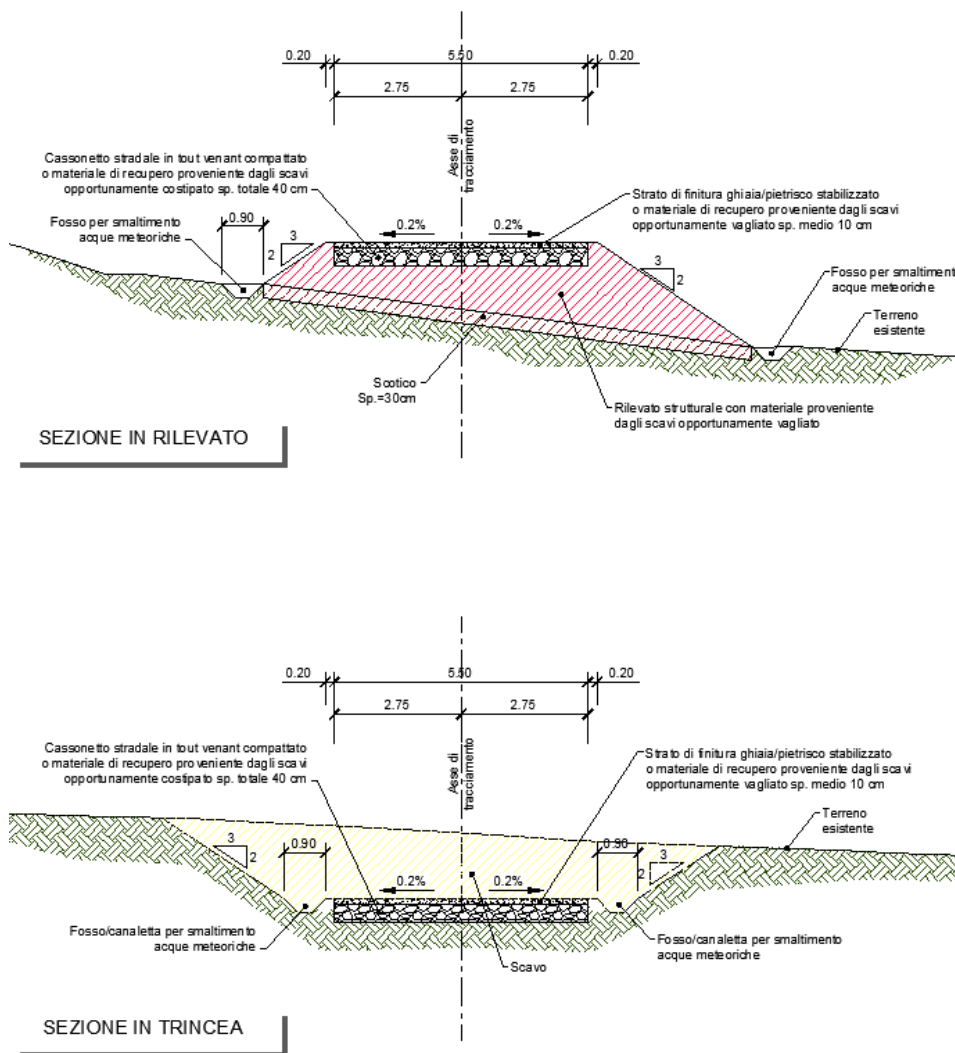 0.20
5.50
0.20
2.75
2.75
Asse di
tracciamento
Cassonetto stradale in tout venant compattato
o materiale di recupero proveniente dagli scavi
opportunamente costipato sp. totale 40 cm
Strato di finitura ghiaia/pietrisco stabilizzato
o materiale di recupero proveniente dagli scavi
opportunamente vagliato sp. medio 10 cm
Fosso per smaltimento
acque meteoriche
0.90
3
2
0.2%
0.2%
3
2
Fosso per smaltiment
acque meteoriche
Terreno
esistente
Scotico
Sp.=30cm
Rilevato strutturale con materiale proveniente
dagli scavi opportunamente vagliato
SEZIONE IN RILEVATO
0.20
5.50
0.20
2.75
2.75
Asse di
tracciamento
Cassonetto stradale in tout venant compattato
o materiale di recupero proveniente dagli scavi
opportunamente costipato sp. totale 40 cm
Strato di finitura ghiaia/pietrisco stabilizzato
o materiale di recupero proveniente dagli scavi
opportunamente vagliato sp. medio 10 cm
Terreno
esistente
3
2
0.90
0.90
3
2
0.2%
0.2%
Fosso/canaletta per smaltimento
acque meteoriche
Fosso/canaletta per smaltimento
acque meteoriche
Scavo
SEZIONE IN TRINCEA